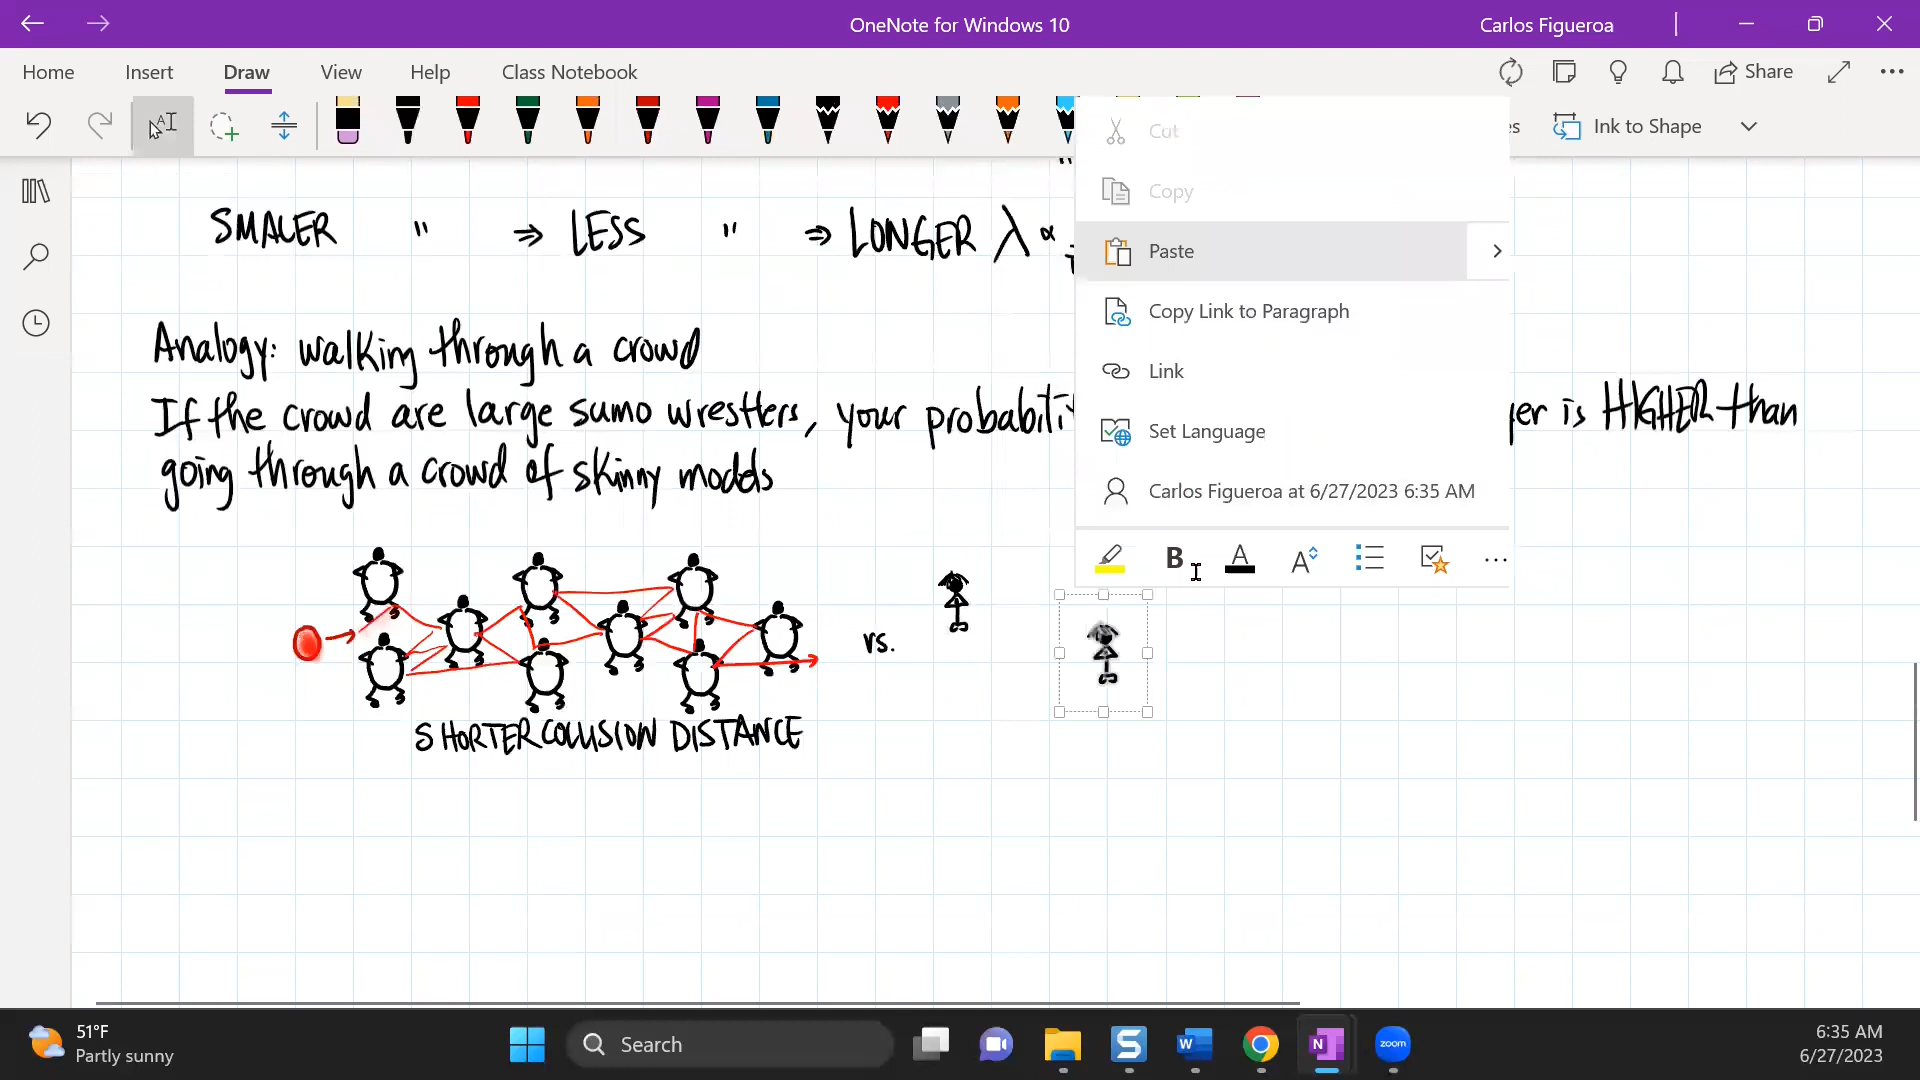 OneNote for Windows 10
Carlos Figueroa
Home Insert Draw View Help Class Notebook
Share
Ink to Shape
Cut
Copy
Paste
Copy Link to Paragraph
Link
Set Language
Carlos Figueroa at 6/27/2023 6:35 AM
B A A
SMALLER " ⇒ LESS " ⇒ LONGER λ ∝
Analogy: walking through a crowd
If the crowd are large sumo wrestlers, your is HIGHER than
going through a crowd of skinny models
vs.
SHORTER COLLISION DISTANCE
51°F
Partly sunny
Search
zoom
6:35 AM
6/27/2023